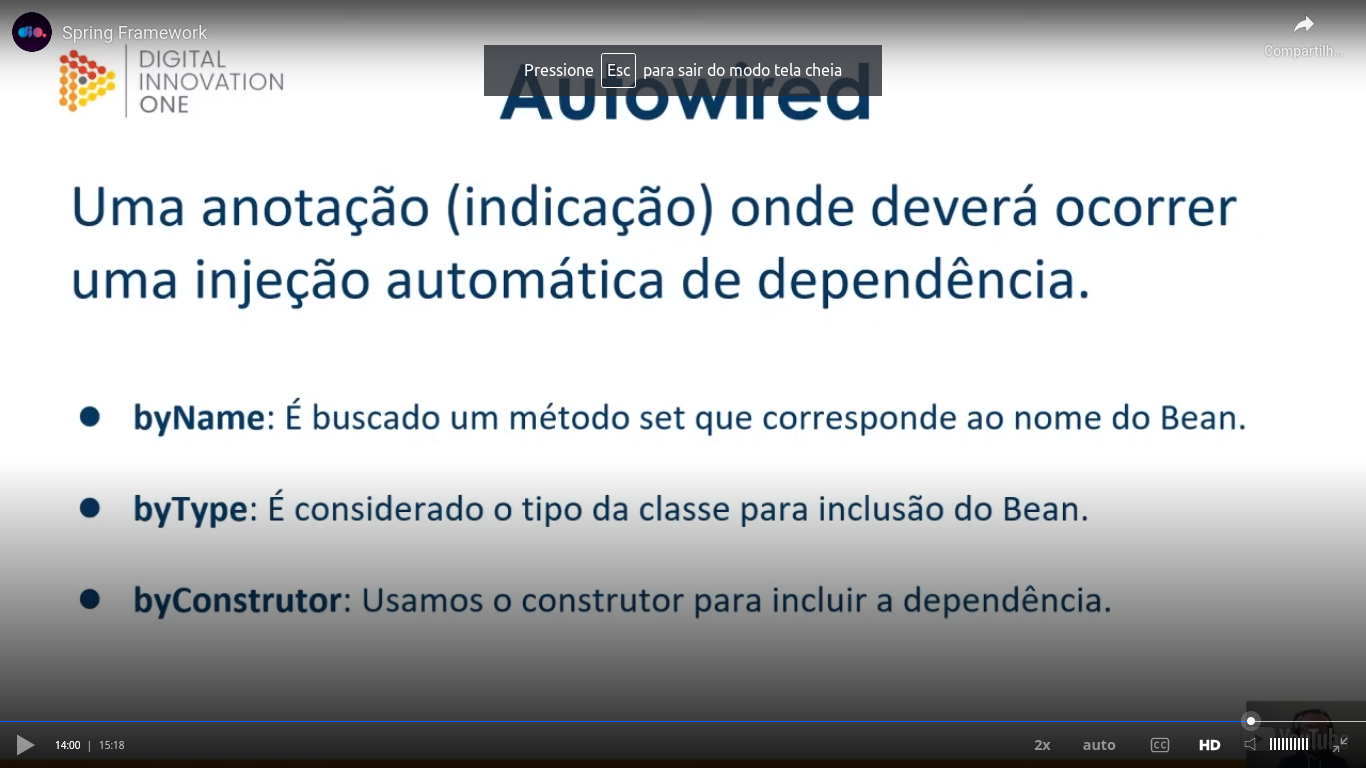 Spring Framework
Compartilh...
DIGITAL
INNOVATION
ONE
Pressione Esc para sair do modo tela cheia
Autowired
Uma anotação (indicação) onde deverá ocorrer
uma injeção automática de dependência.
● byName: É buscado um método set que corresponde ao nome do Bean.
● byType: É considerado o tipo da classe para inclusão do Bean.
● byConstrutor: Usamos o construtor para incluir a dependência.
14:00 | 15:18
2x auto CC HD
YouTube